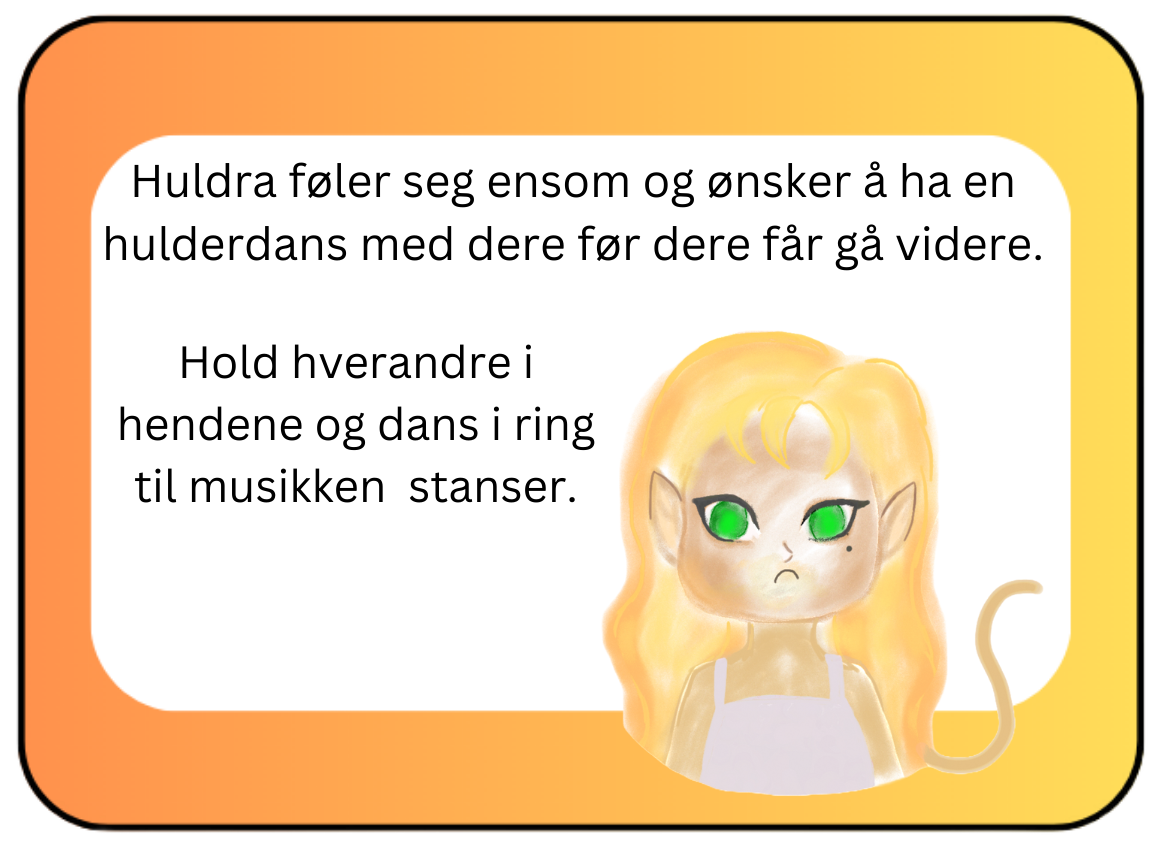 Huldra føler seg ensom og ønsker å ha en
hulderdans med dere før dere får gå videre.
Hold hverandre i
hendene og dans i ring
til musikken  stanser.